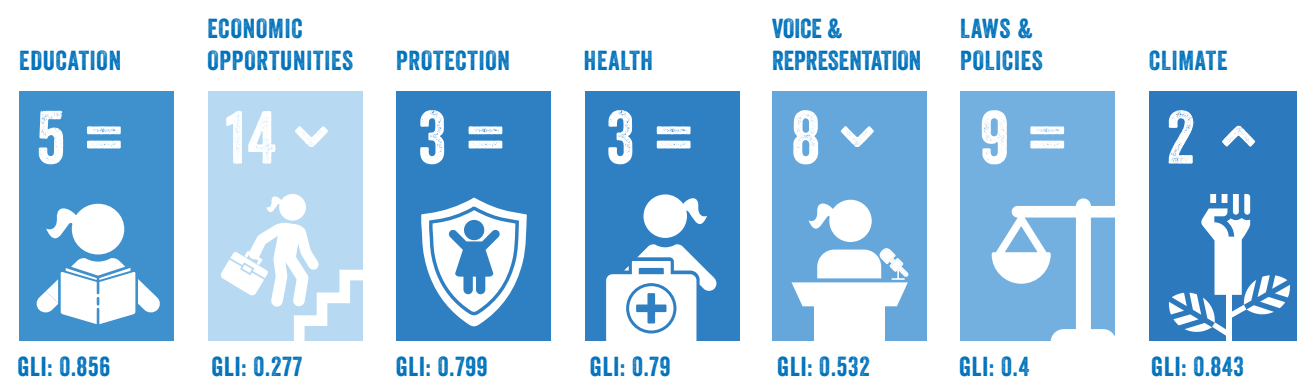 EDUCATION
5 =
GLI: 0.856
ECONOMIC
OPPORTUNITIES
14
GLI: 0.277
PROTECTION
3 =
GLI: 0.799
HEALTH
3 =
GLI: 0.79
VOICE &
REPRESENTATION
8
GLI: 0.532
LAWS &
POLICIES
9 =
GLI: 0.4
CLIMATE
2
GLI: 0.843